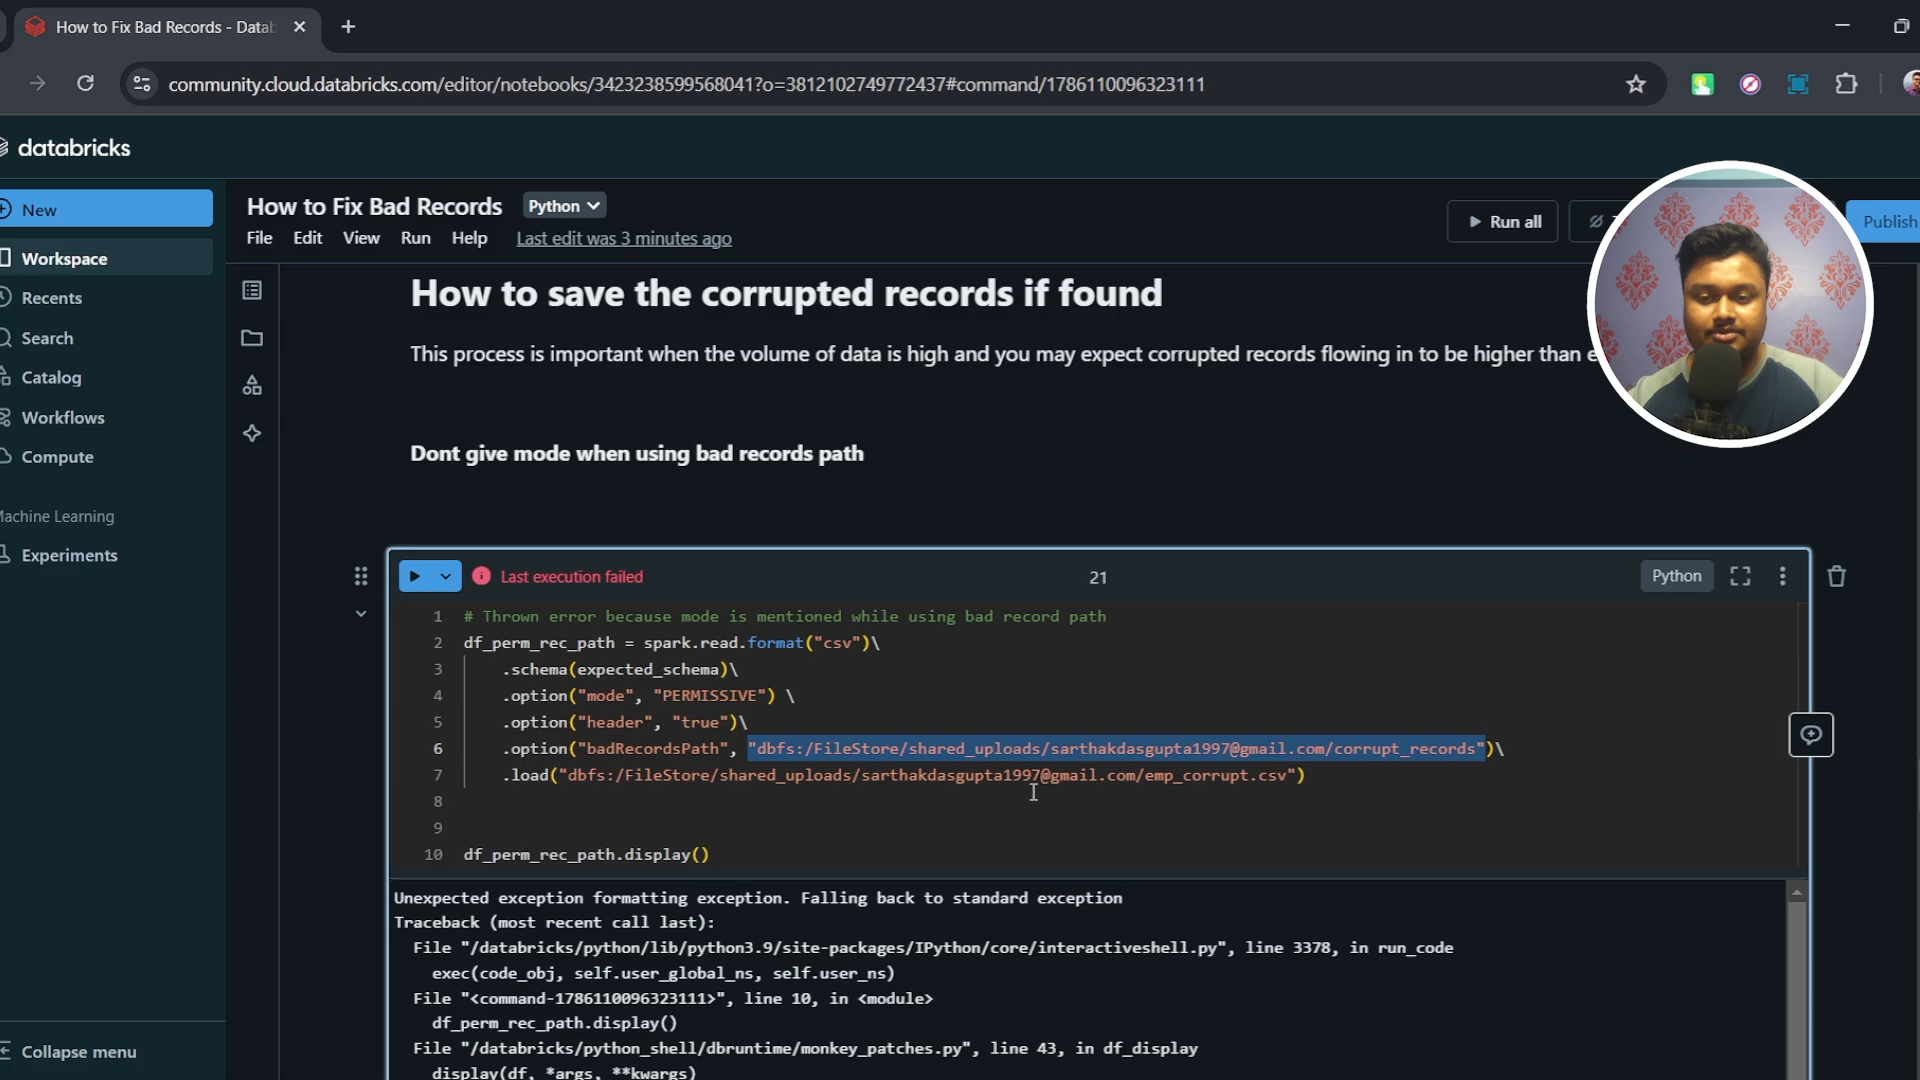 How to Fix Bad Records - Datab
community.cloud.databricks.com/editor/notebooks/3423238599568041?o=3812102749772437#command/1786110096323111
databricks
New
Workspace
Recents
Search
Catalog
Workflows
Compute
Machine Learning
Experiments
Collapse menu
How to Fix Bad Records
Python
File Edit View Run Help Last edit was 3 minutes ago
Run all
Publish
How to save the corrupted records if found
This process is important when the volume of data is high and you may expect corrupted records flowing in to be higher than
Dont give mode when using bad records path
Last execution failed
21
Python
1 # Thrown error because mode is mentioned while using bad record path
2 df_perm_rec_path = spark.read.format("csv")\
3 .schema(expected_schema)\
4 .option("mode", "PERMISSIVE") \
5 .option("header", "true")\
6 .option("badRecordsPath", "dbfs:/FileStore/shared_uploads/sarthakdasgupta1997@gmail.com/corrupt_records")\
7 .load("dbfs:/FileStore/shared_uploads/sarthakdasgupta1997@gmail.com/emp_corrupt.csv")
8
9
10 df_perm_rec_path.display()
Unexpected exception formatting exception. Falling back to standard exception
Traceback (most recent call last):
File "/databricks/python/lib/python3.9/site-packages/IPython/core/interactiveshell.py", line 3378, in run_code
exec(code_obj, self.user_global_ns, self.user_ns)
File "<command-1786110096323111>", line 10, in <module>
df_perm_rec_path.display()
File "/databricks/python_shell/dbruntime/monkey_patches.py", line 43, in df_display
display(df, *args, **kwargs)